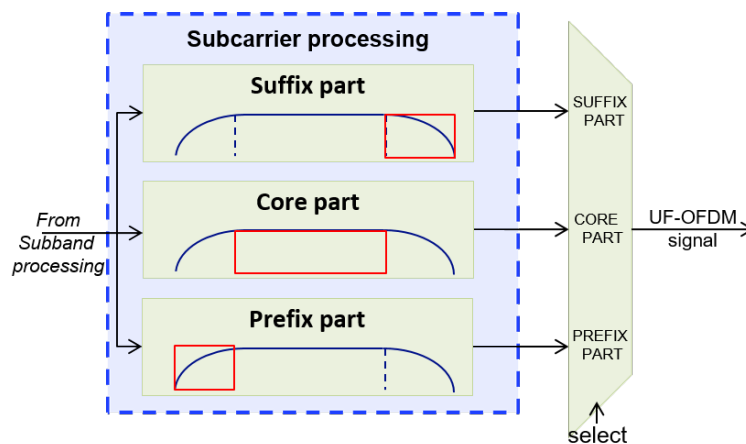 Subcarrier processing
Suffix part
SUFFIX
PART
Core part
From
Subband
processing
CORE
PART
UF-OFDM
signal
Prefix part
PREFIX
PART
select